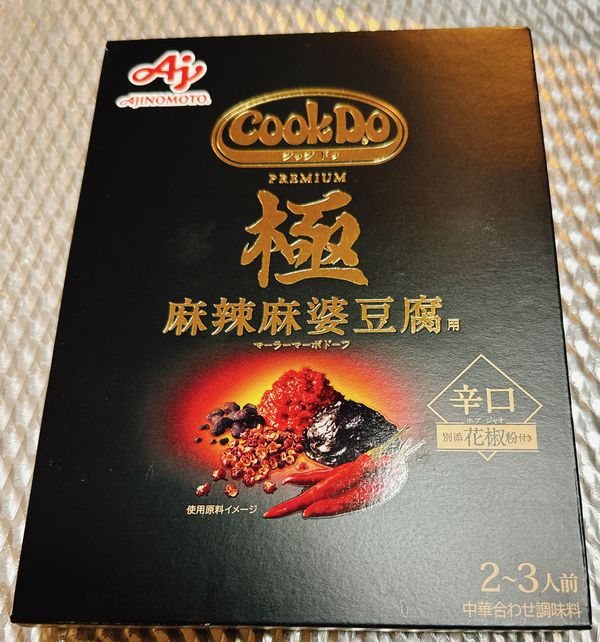 Aj
AJINOMOTO®
Cook Do®
クック ドゥ
PREMIUM
極
麻辣麻婆豆腐用
マーラーマーボドーフ
辛口
ホアジャオ
別添花椒粉付き
使用原料イメージ
2~3人前
中華合わせ調味料